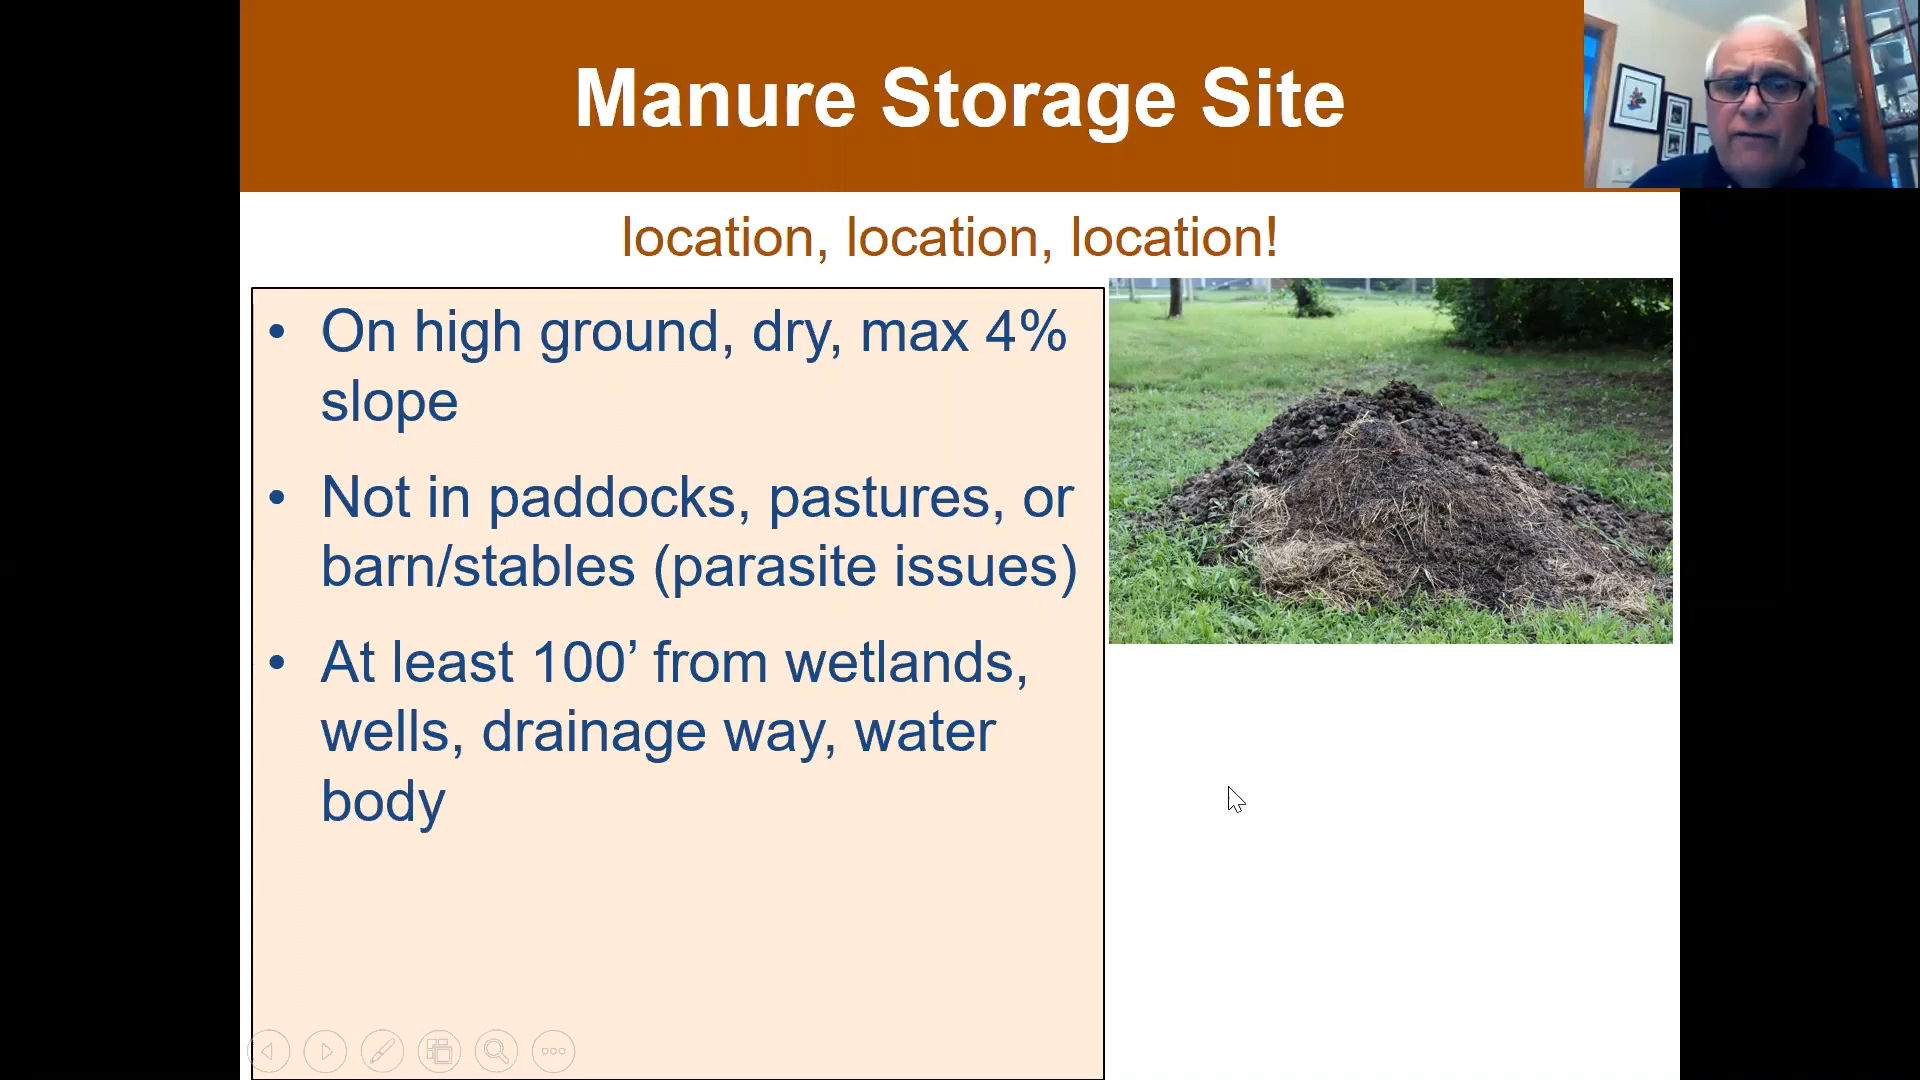 Manure Storage Site
location, location, location!
• On high ground, dry, max 4%
slope
• Not in paddocks, pastures, or
barn/stables (parasite issues)
• At least 100’ from wetlands,
wells, drainage way, water
body